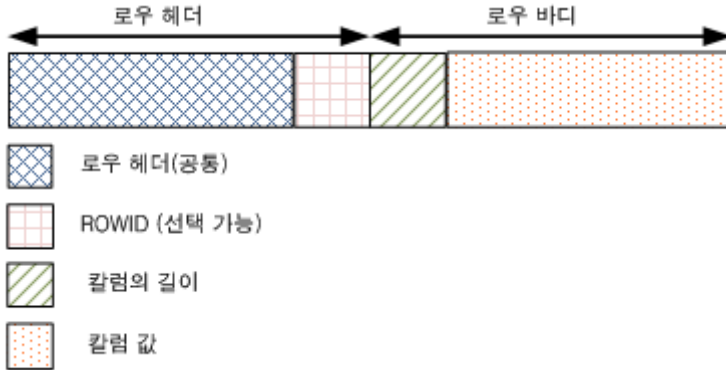 로우 헤더 로우 바디
로우 헤더(공통)
ROWID (선택 가능)
칼럼의 길이
칼럼 값